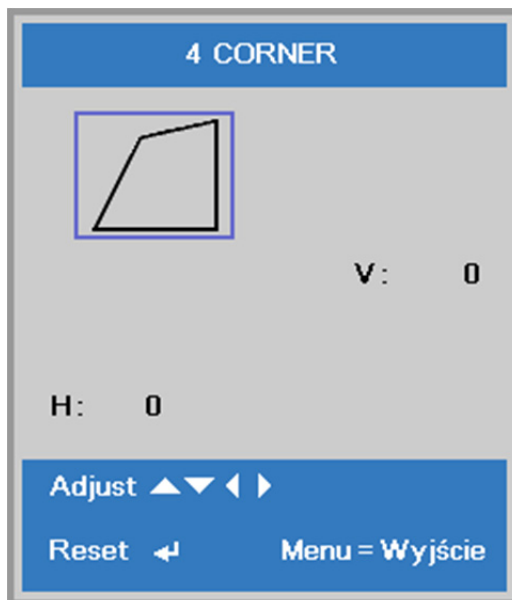 4 CORNER
V: 0
H: 0
Adjust ▲▼◀▶
Reset ↵ Menu = Wyjście